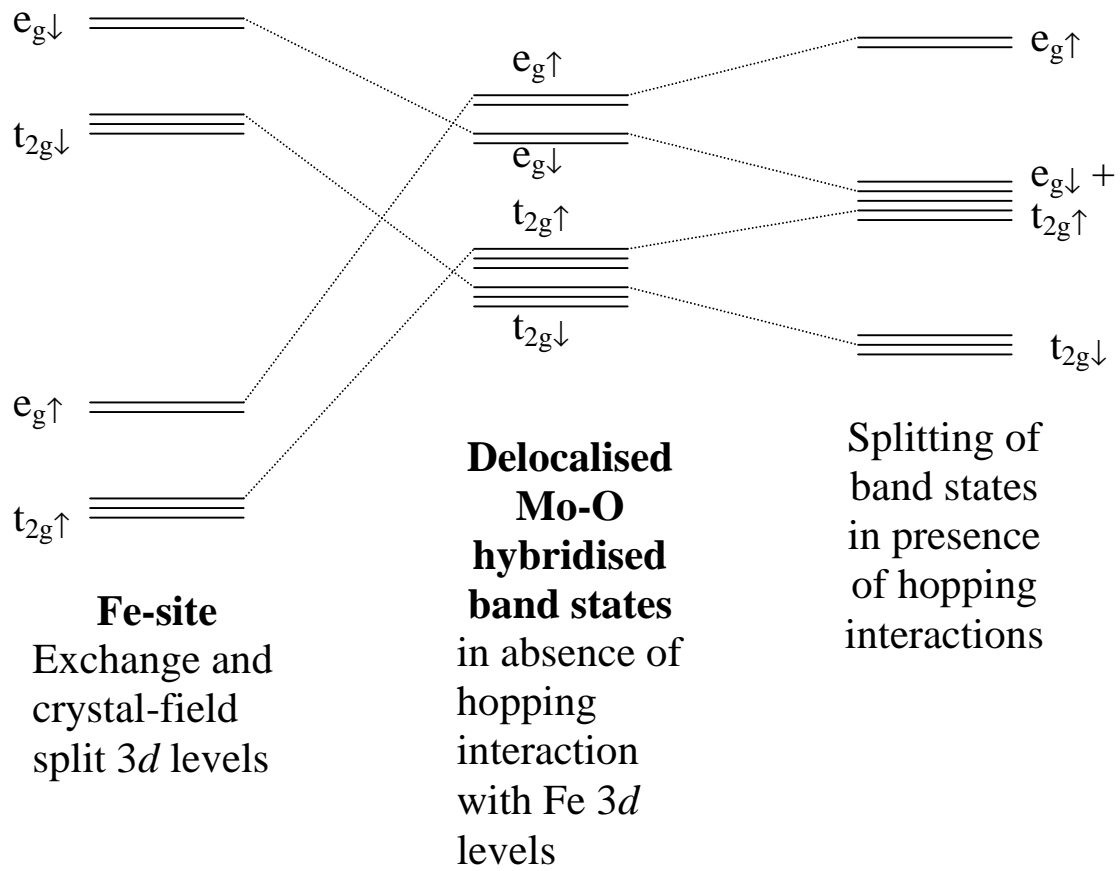 e_g↓
t_2g↓
e_g↑
t_2g↑
Fe-site
Exchange and
crystal-field
split 3d levels
e_g↑
e_g↓
t_2g↑
t_2g↓
Delocalised
Mo-O
hybridised
band states
in absence of
hopping
interaction
with Fe 3d
levels
e_g↑
e_g↓ +
t_2g↑
t_2g↓
Splitting of
band states
in presence
of hopping
interactions